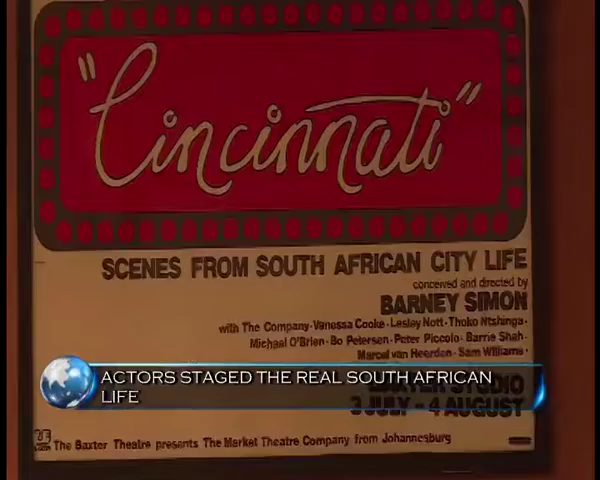 "Cincinnati"
SCENES FROM SOUTH AFRICAN CITY LIFE
conceived and directed by
BARNEY SIMON
with The Company · Vanessa Cooke · Lesley Nott · Thoko Ntshinga ·
Michael O'Brien · Bo Petersen · Peter Piccolo · Barrie Shah ·
Marcel van Heerden · Sam Williams ·
STUDIO
ACTORS STAGED THE REAL SOUTH AFRICAN
LIFE
3 JULY - 4 AUGUST
The Baxter Theatre presents The Market Theatre Company from Johannesburg